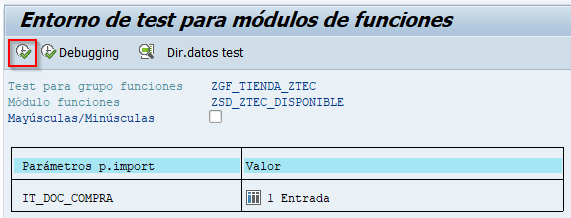 Entorno de test para módulos de funciones
Debugging Dir.datos test
Test para grupo funciones ZGF_TIENDA_ZTEC
Módulo funciones ZSD_ZTEC_DISPONIBLE
Mayúsculas/Minúsculas
Parámetros p.import Valor
IT_DOC_COMPRA 1 Entrada